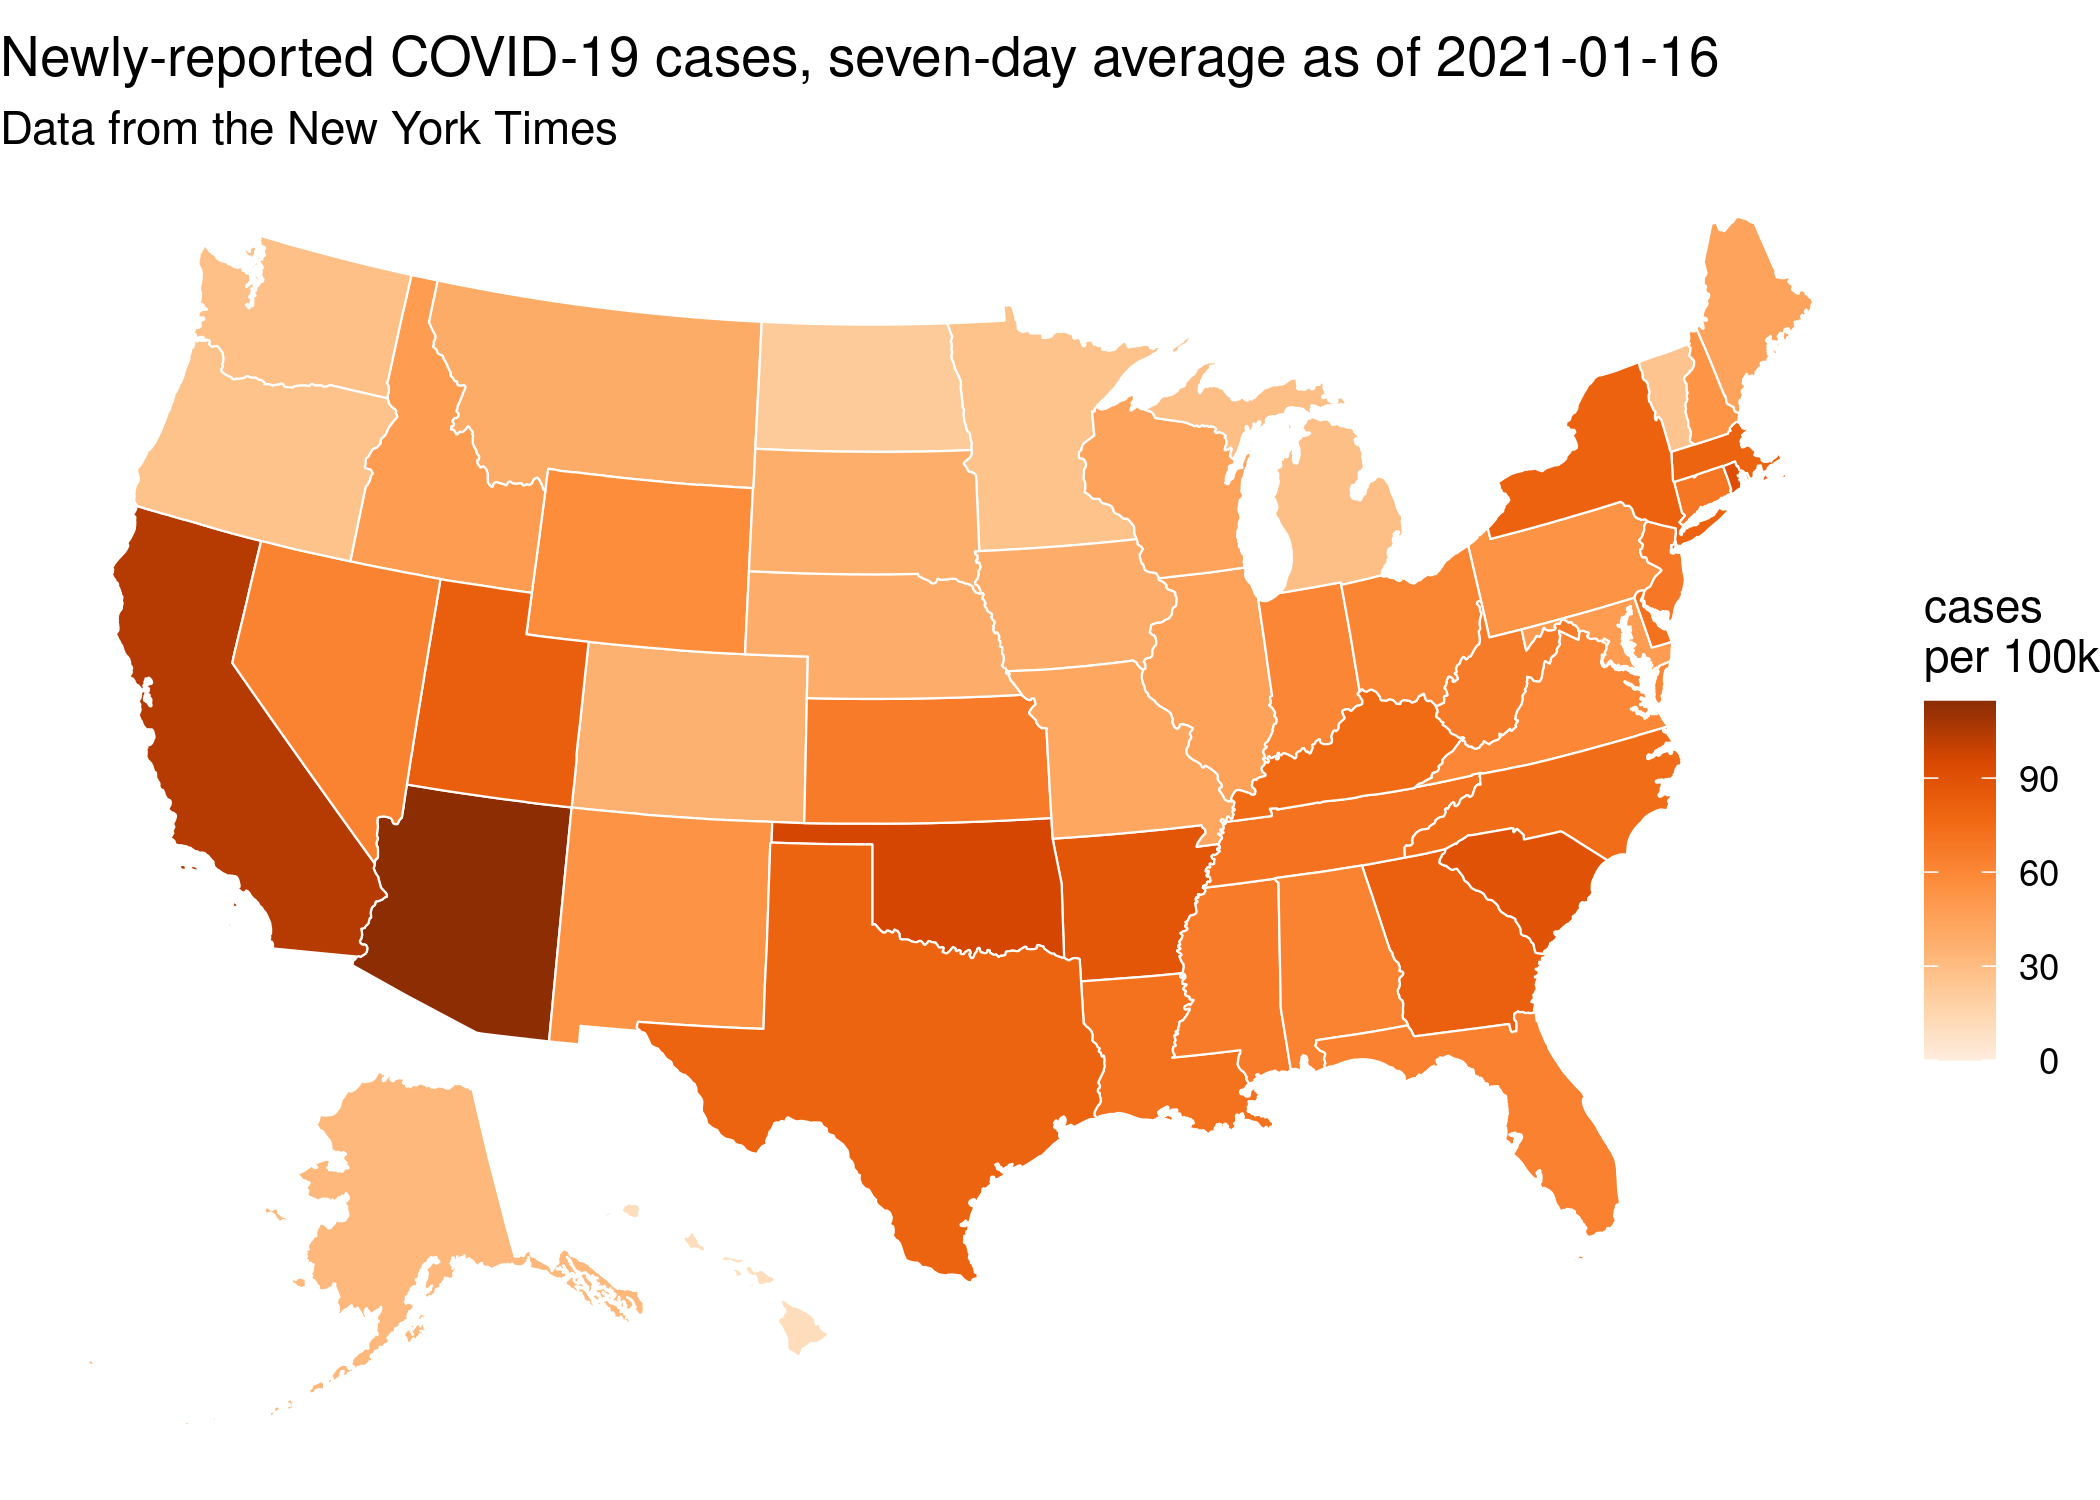 Newly-reported COVID-19 cases, seven-day average as of 2021-01-16
Data from the New York Times
cases
per 100k
90
60
30
0